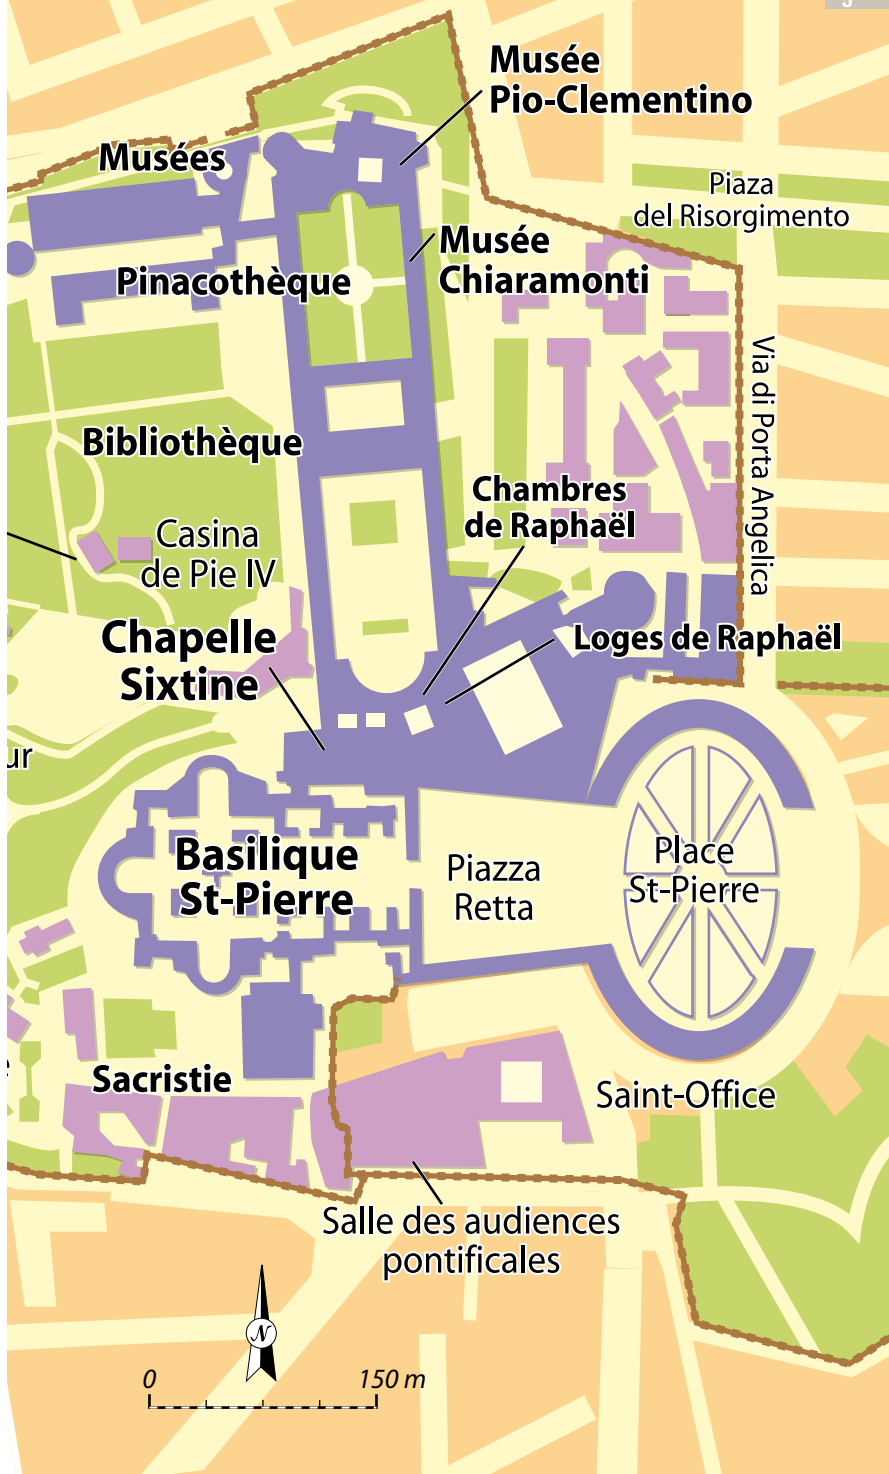 Musée
Pio-Clementino
Musées
Piaza
del Risorgimento
Musée
Chiaramonti
Pinacothèque
Via di Porta Angelica
Bibliothèque
Chambres
de Raphaël
Casina
de Pie IV
Chapelle
Sixtine
Loges de Raphaël
ur
Basilique
St-Pierre
Piazza
Retta
Place
St-Pierre
Sacristie
Saint-Office
Salle des audiences
pontificales
N
0 150 m